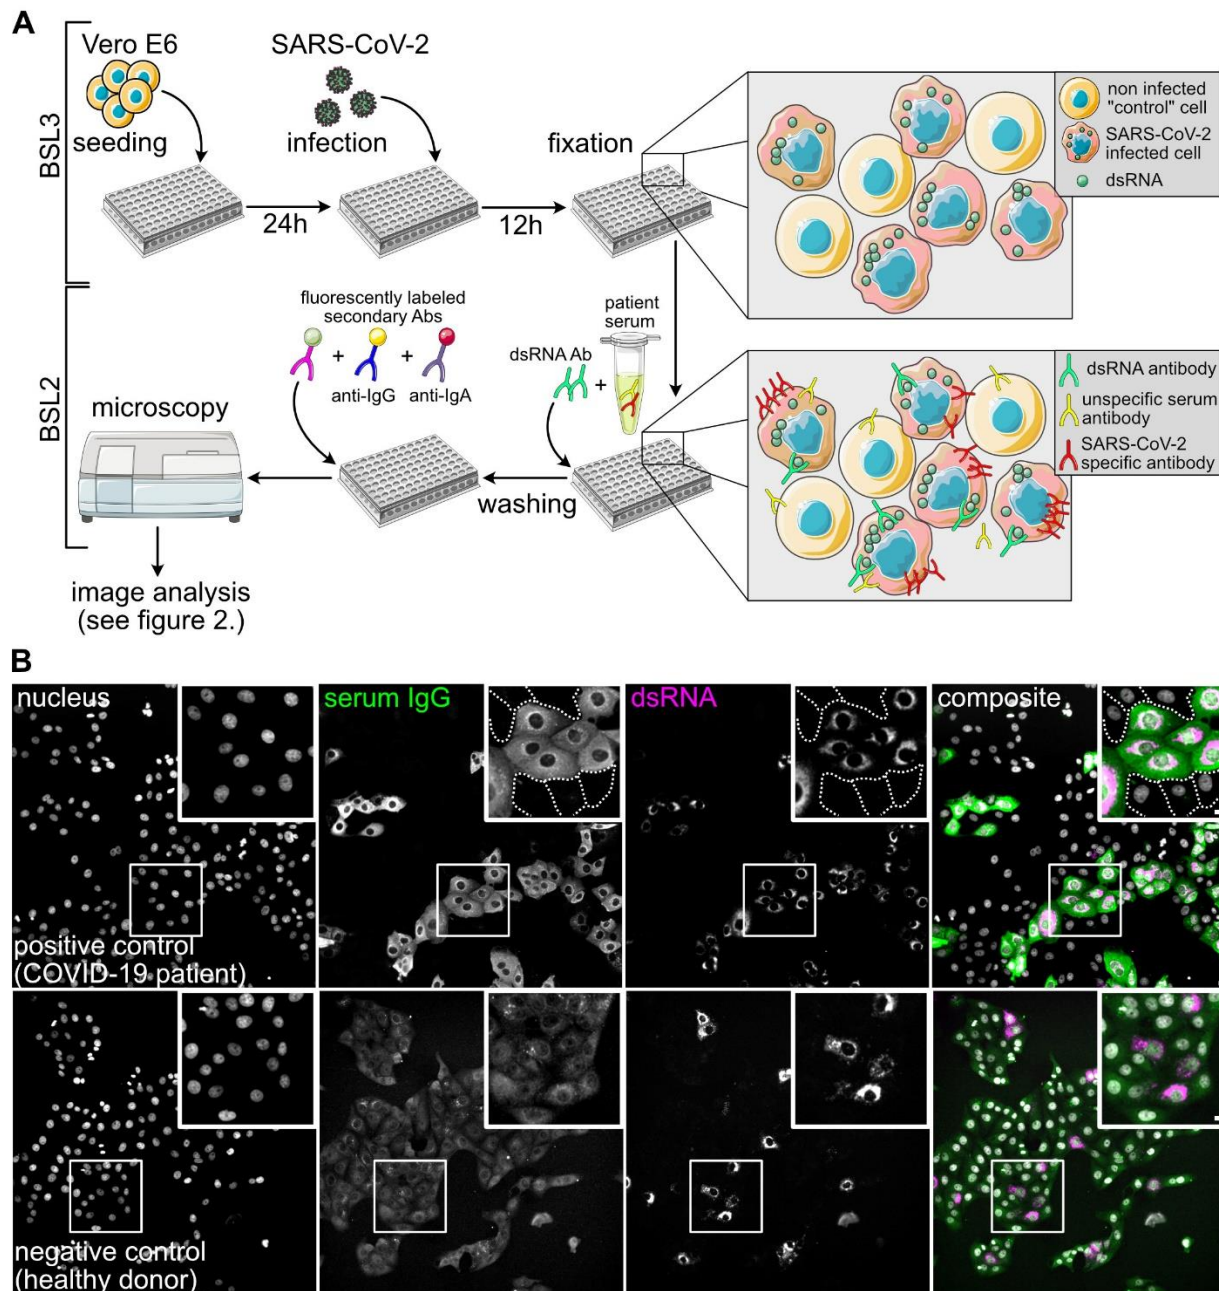 A
BSL3
Vero E6
seeding
SARS-CoV-2
infection
fixation
24h
12h
non infected
"control" cell
SARS-CoV-2
infected cell
dsRNA
BSL2
fluorescently labeled
secondary Abs
+
+
anti-IgG
anti-IgA
patient
serum
dsRNA Ab
+
microscopy
washing
dsRNA antibody
unspecific serum
antibody
SARS-CoV-2
specific antibody
image analysis
(see figure 2.)
B
nucleus
serum IgG
dsRNA
composite
positive control
(COVID-19 patient)
negative control
(healthy donor)